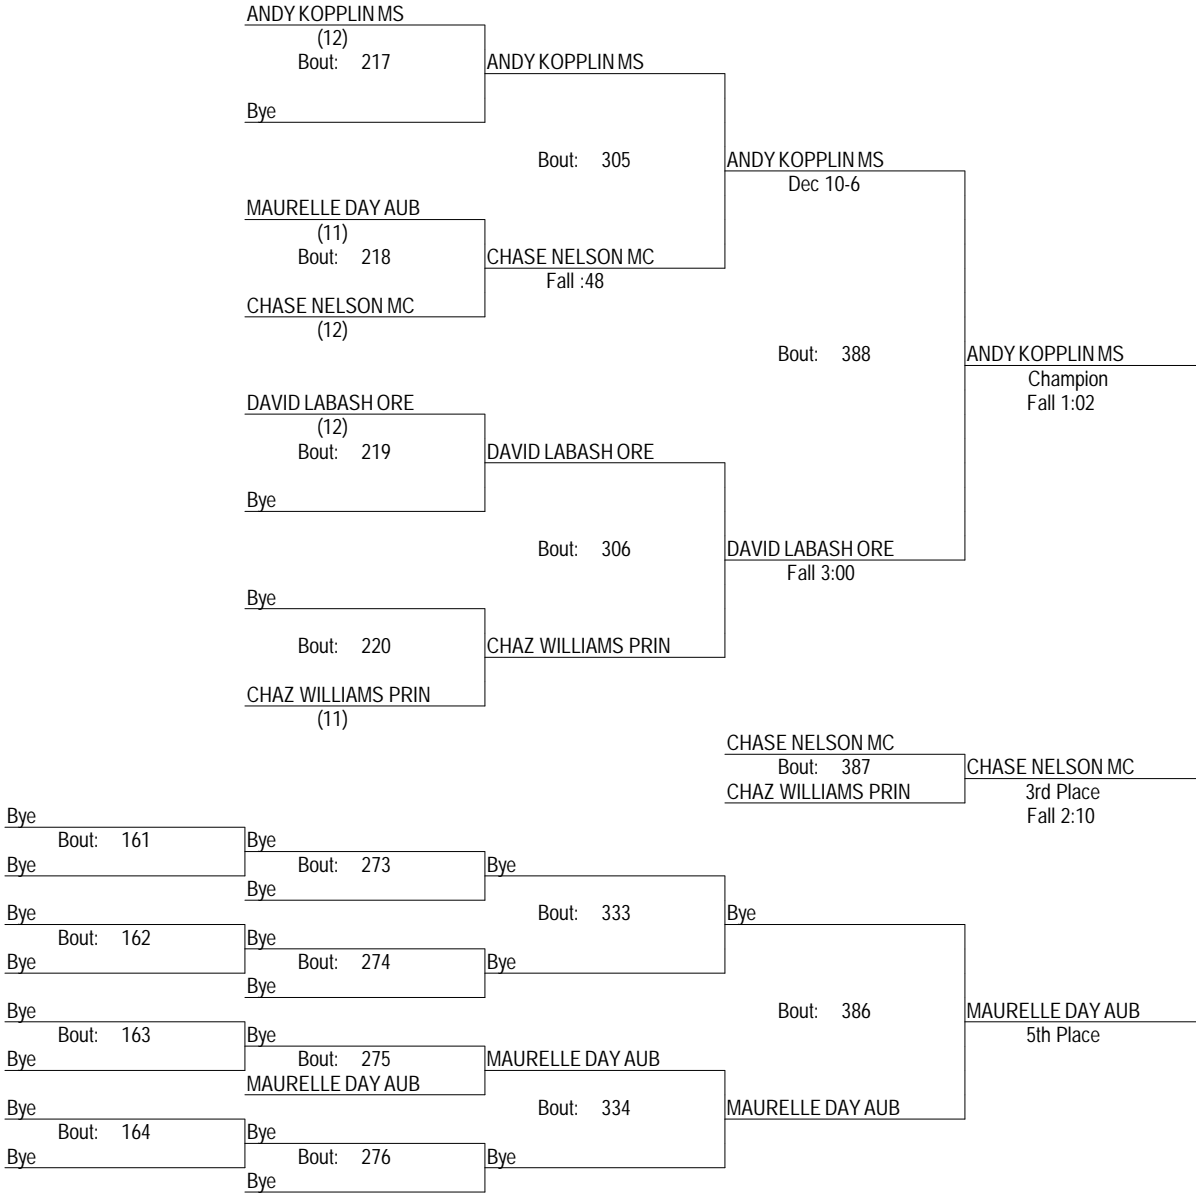 ANDY KOPPLIN MS
(12)
Bout: 217
ANDY KOPPLIN MS
Bye
Bout: 305
ANDY KOPPLIN MS
Dec 10-6
MAURELLE DAY AUB
(11)
Bout: 218
CHASE NELSON MC
Fall :48
CHASE NELSON MC
(12)
Bout: 388
ANDY KOPPLIN MS
Champion
Fall 1:02
DAVID LABASH ORE
(12)
Bout: 219
DAVID LABASH ORE
Bye
Bout: 306
DAVID LABASH ORE
Fall 3:00
Bye
Bout: 220
CHAZ WILLIAMS PRIN
CHAZ WILLIAMS PRIN
(11)
CHASE NELSON MC
Bout: 387
CHASE NELSON MC
CHAZ WILLIAMS PRIN
3rd Place
Fall 2:10
Bye
Bout: 161
Bye
Bye
Bout: 273
Bye
Bye
Bye
Bout: 333
Bye
Bout: 162
Bye
Bye
Bout: 274
Bye
Bye
Bye
Bye
Bout: 386
MAURELLE DAY AUB
5th Place
Bout: 163
Bye
Bye
Bout: 275
MAURELLE DAY AUB
MAURELLE DAY AUB
Bye
Bout: 334
MAURELLE DAY AUB
Bout: 164
Bye
Bye
Bout: 276
Bye
Bye